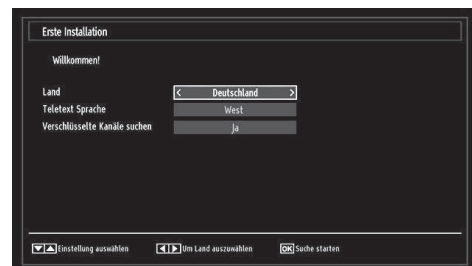 Erste Installation
Willkommen!
Land < Deutschland >
Teletext Sprache West
Verschlüsselte Kanäle suchen Ja
Einstellung auswählen Um Land auszuwählen OK Suche starten